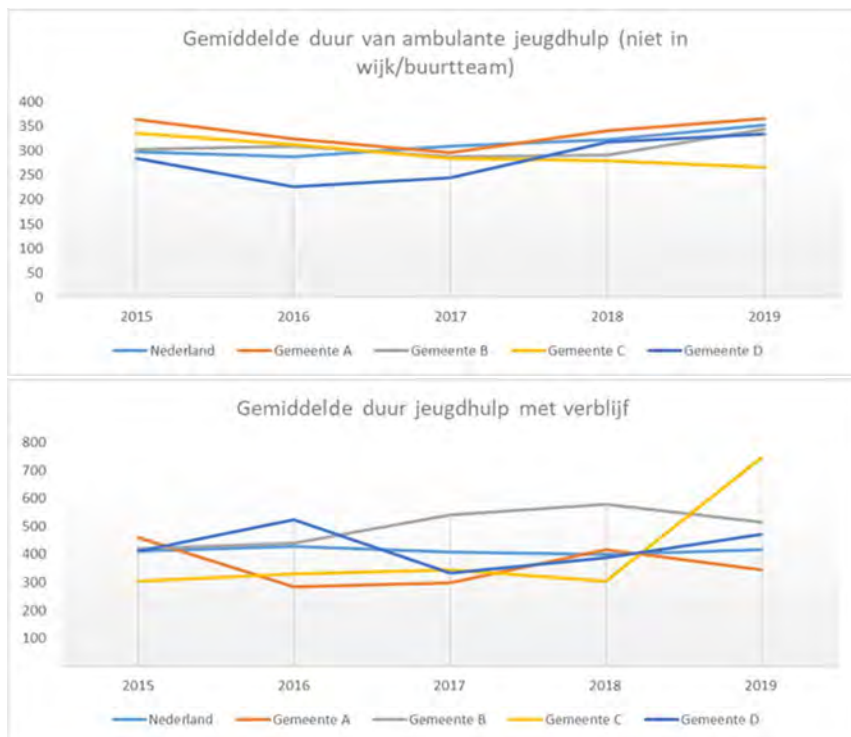 Gemiddelde duur van ambulante jeugdhulp (niet in
wijk/buurtteam)
400
350
300
250
200
150
100
50
0
2015 2016 2017 2018 2019
Nederland Gemeente A Gemeente B Gemeente C Gemeente D
Gemiddelde duur jeugdhulp met verblijf
800
700
600
500
400
300
200
100
2015 2016 2017 2018 2019
Nederland Gemeente A Gemeente B Gemeente C Gemeente D